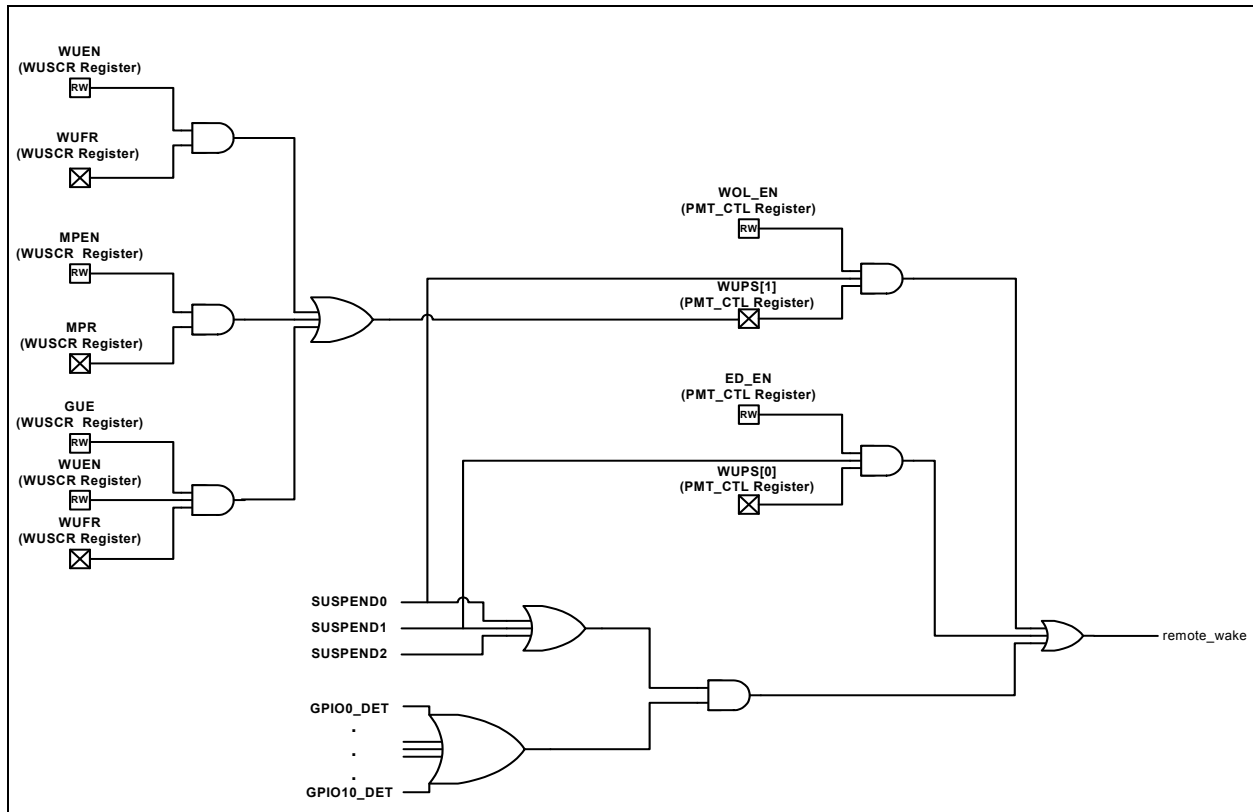 WUEN
(WUSCR Register)
RW
WUFR
(WUSCR Register)
MPEN
(WUSCR Register)
RW
MPR
(WUSCR Register)
GUE
(WUSCR Register)
RW
WUEN
(WUSCR Register)
RW
WUFR
(WUSCR Register)
WOL_EN
(PMT_CTL Register)
RW
WUPS[1]
(PMT_CTL Register)
ED_EN
(PMT_CTL Register)
RW
WUPS[0]
(PMT_CTL Register)
SUSPEND0
SUSPEND1
SUSPEND2
GPIO0_DET
.
.
.
GPIO10_DET
remote_wake